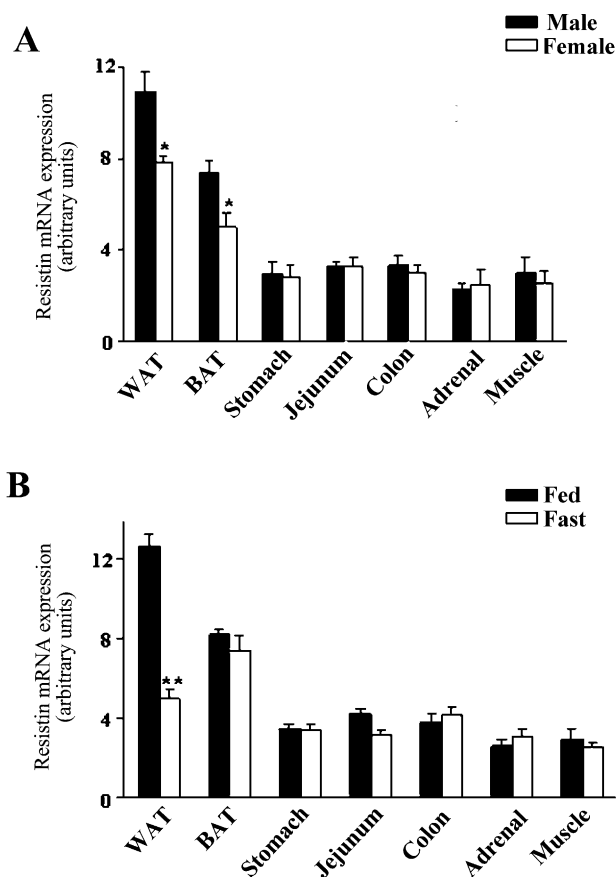 A
Male
Female
Resistin mRNA expression
(arbitrary units)
12
8
4
0
*
*
WAT
BAT
Stomach
Jejunum
Colon
Adrenal
Muscle
B
Fed
Fast
Resistin mRNA expression
(arbitrary units)
12
8
4
0
**
WAT
BAT
Stomach
Jejunum
Colon
Adrenal
Muscle